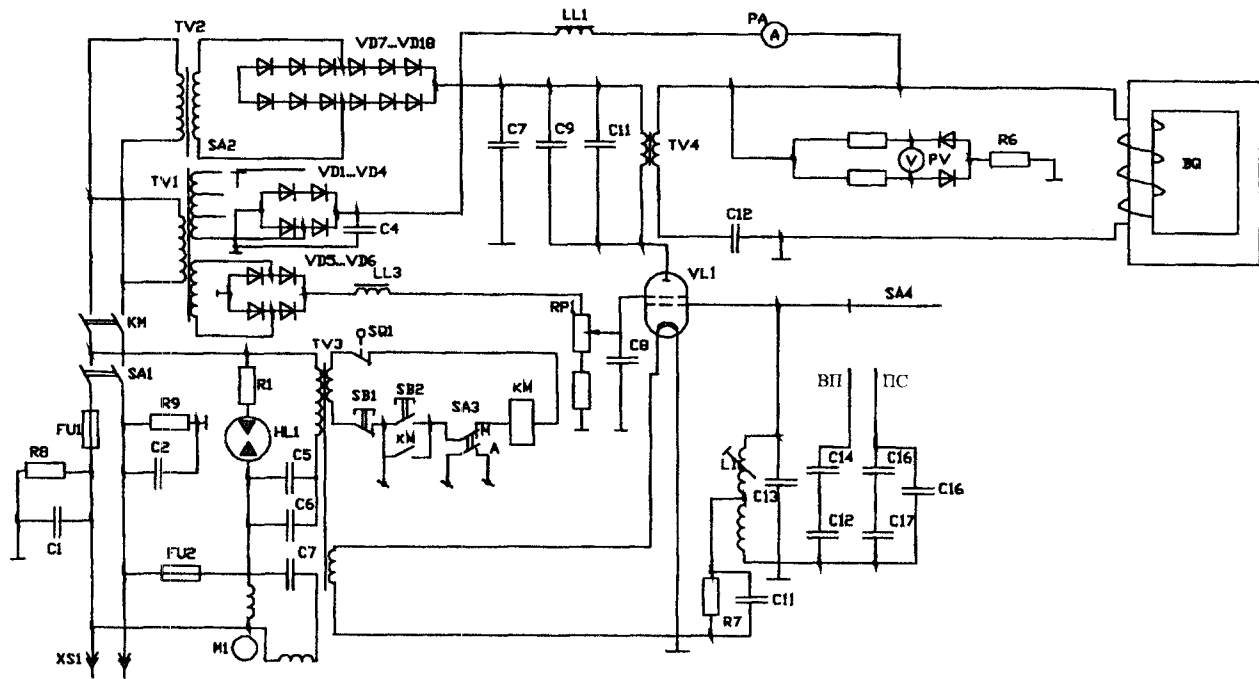 TV2
LL1
PA
A
VD7...VD18
SA2
C7
C9
C11
TV4
PV
V
R6
BQ
TV1
VD1...VD4
C4
C12
VD5...VD6
LL3
VL1
SA4
RP1
C8
KM
SQ1
TV3
SA1
R1
SB1
SB2
SA3
KM
ВП
ПС
FU1
R9
HL1
KM
M
A
R8
C2
C5
L1
C14
C16
C13
C16
C6
C1
FU2
C7
C12
C17
C11
R7
M1
XS1